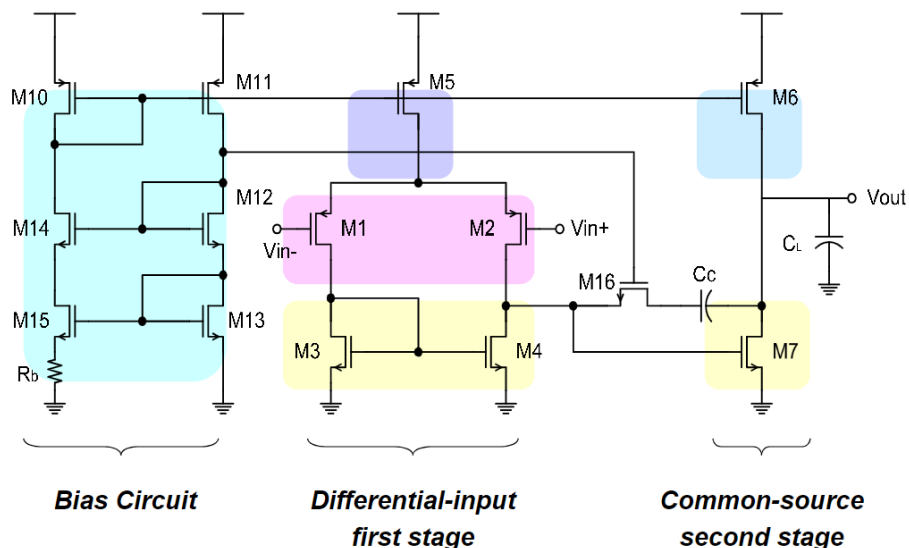 M10
M11
M5
M6
M12
M14
M1
M2
Vin-
Vin+
Vout
CL
M16
Cc
M15
M13
M3
M4
M7
Rb
Bias Circuit
Differential-input
first stage
Common-source
second stage